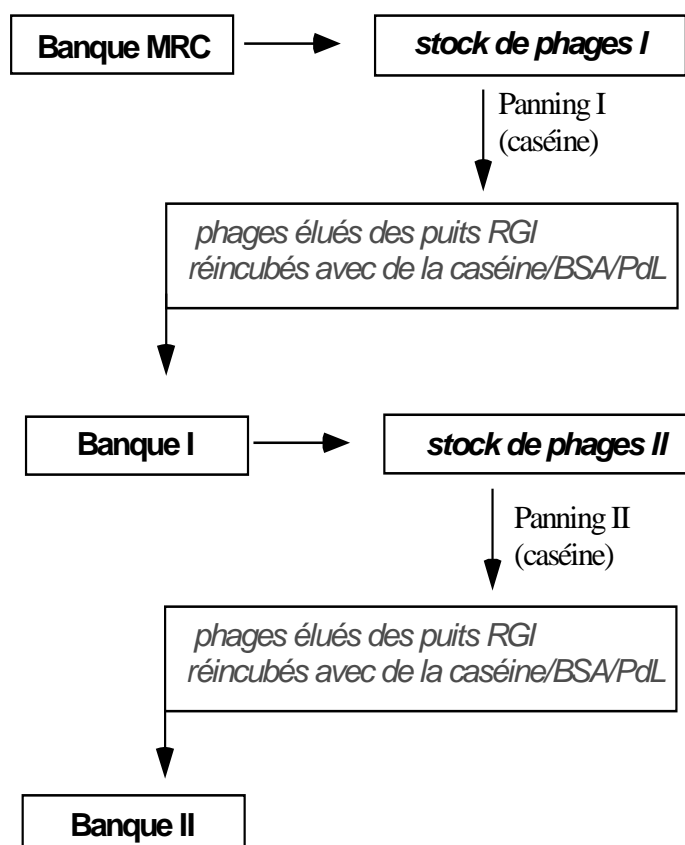 Banque MRC
stock de phages I
Panning I
(caséine)
phages élués des puits RGI
réincubés avec de la caséine/BSA/PdL
Banque I
stock de phages II
Panning II
(caséine)
phages élués des puits RGI
réincubés avec de la caséine/BSA/PdL
Banque II